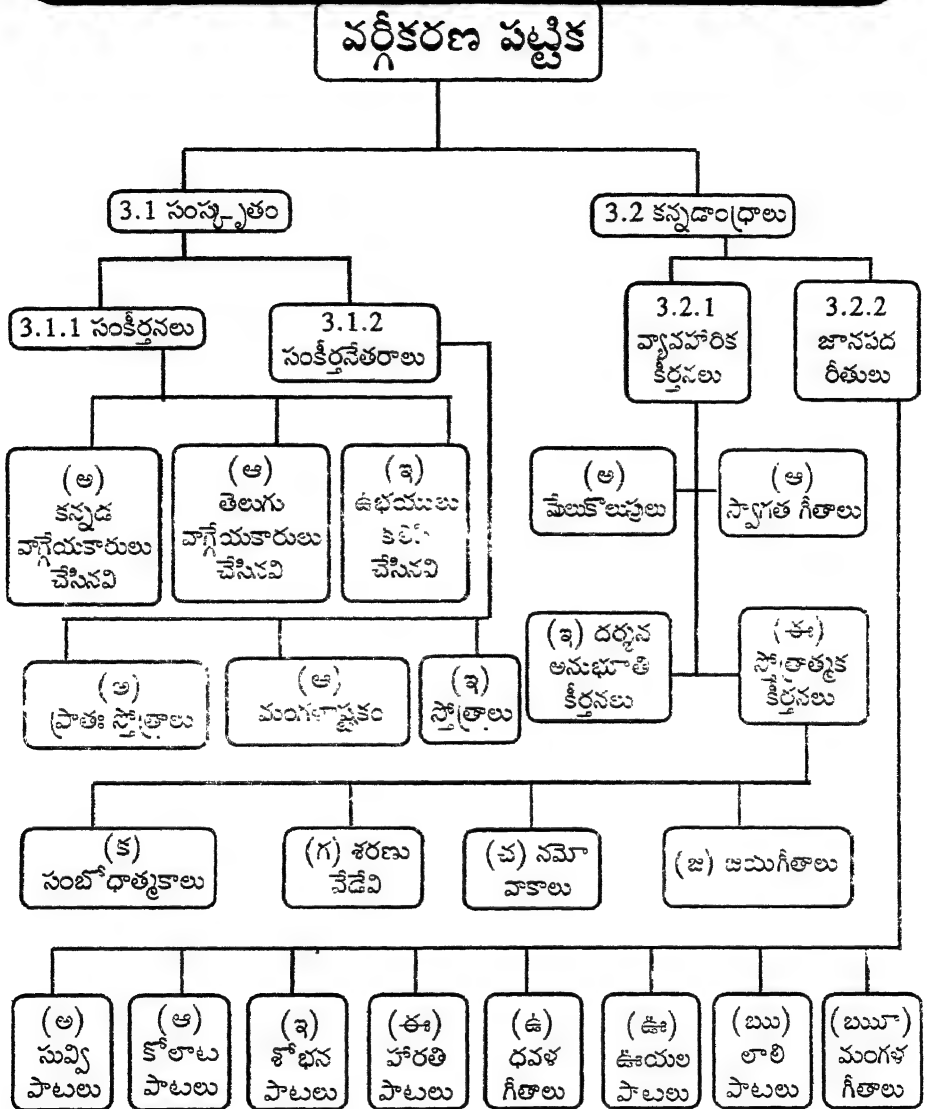 వర్గీకరణ పట్టిక
3.1 సంస్కృతం
3.2 కన్నడాంధ్రాలు
3.1.1 సంకీర్తనలు
3.1.2
సంకీర్తనేతరాలు
3.2.1
వ్యావహారిక
కీర్తనలు
3.2.2
జానపద
రీతులు
(అ)
కన్నడ
వాగ్గేయకారులు
చేసినవి
(ఆ)
తెలుగు
వాగ్గేయకారులు
చేసినవి
(ఇ)
ఉభయులు
కలిసి
చేసినవి
(అ)
మేలుకొలుపులు
(ఆ)
స్వాగత గీతాలు
(ఇ) దర్శన
అనుభూతి
కీర్తనలు
(ఈ)
స్తోత్రాత్మక
కీర్తనలు
(అ)
ప్రాతః స్తోత్రాలు
(ఆ)
మంగళాష్టకం
(ఇ)
స్తోత్రాలు
(క)
సంబోధాత్మకాలు
(గ) శరణు
వేడేవి
(చ) నమో
వాకాలు
(జ) జయగీతాలు
(అ)
సువ్వి
పాటలు
(ఆ)
కోలాట
పాటలు
(ఇ)
శోభన
పాటలు
(ఈ)
హారతి
పాటలు
(ఉ)
ధవళ
గీతాలు
(ఊ)
ఊయల
పాటలు
(ఋ)
లాలి
పాటలు
(ౠ)
మంగళ
గీతాలు